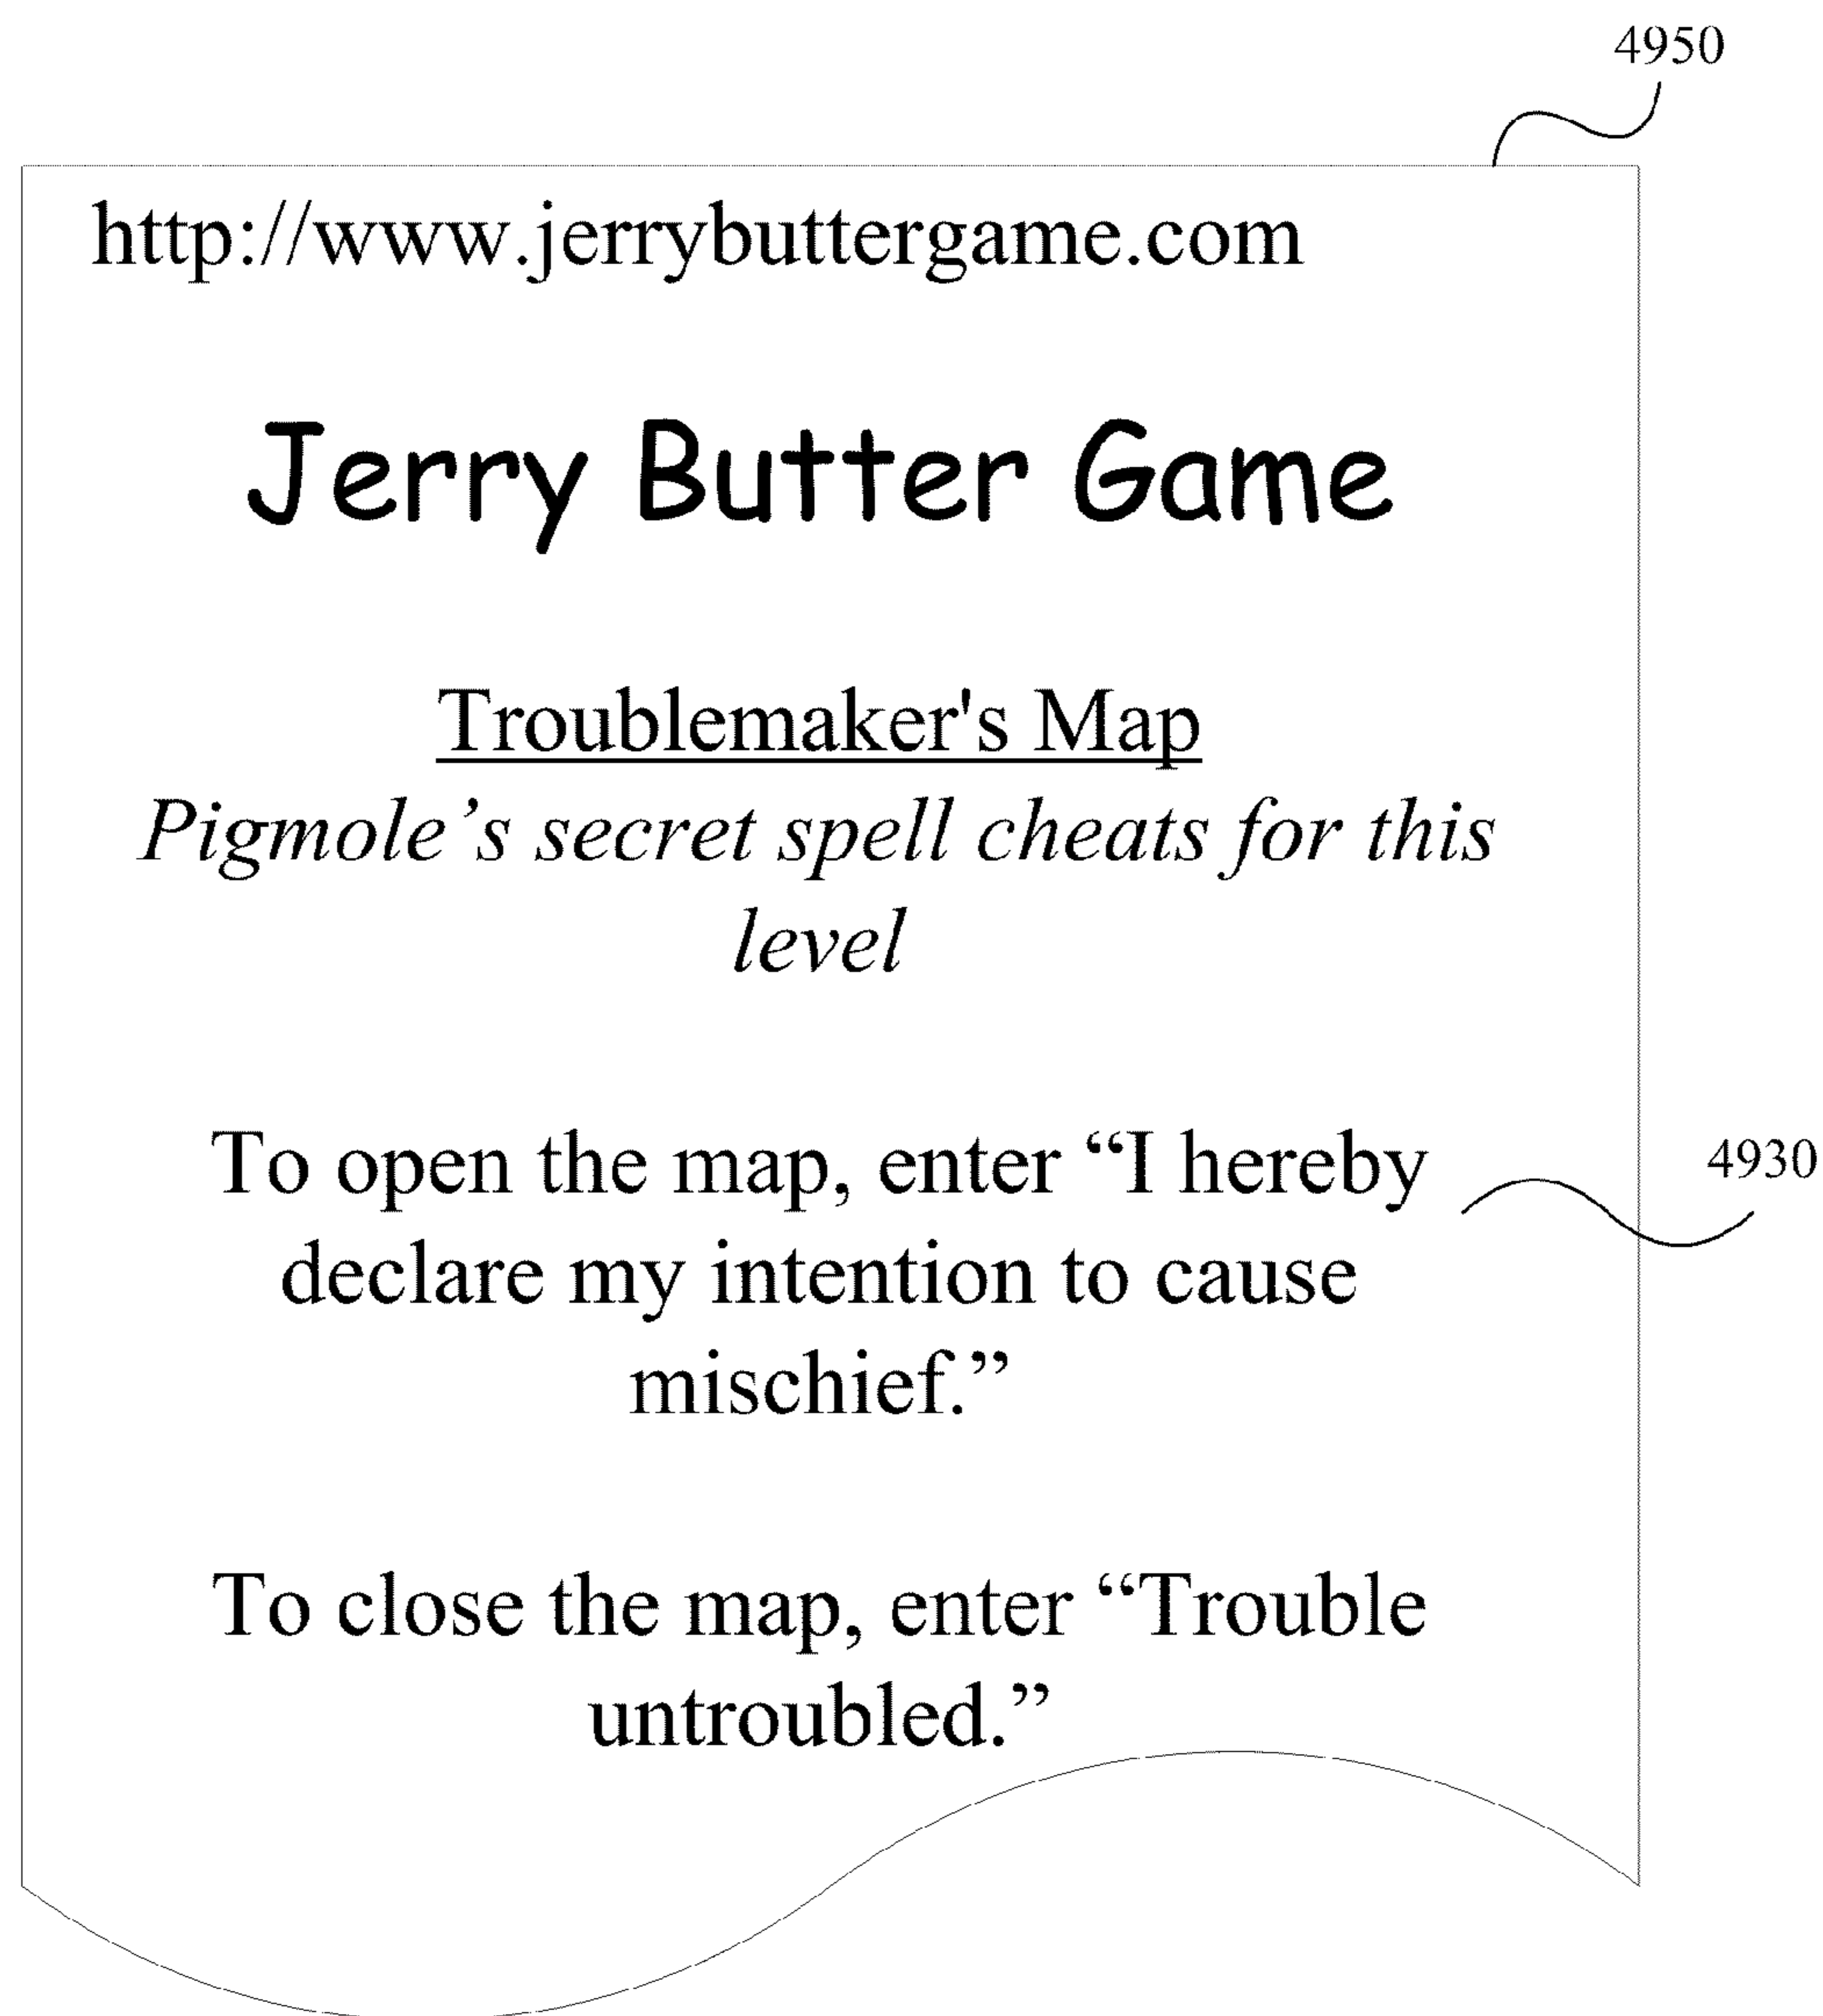 4950
http://www.jerrybuttergame.com
Jerry Butter Game
Troublemaker's Map
Pigmole’s secret spell cheats for this
level
To open the map, enter “I hereby
4930
declare my intention to cause
mischief.”
To close the map, enter “Trouble
untroubled.”